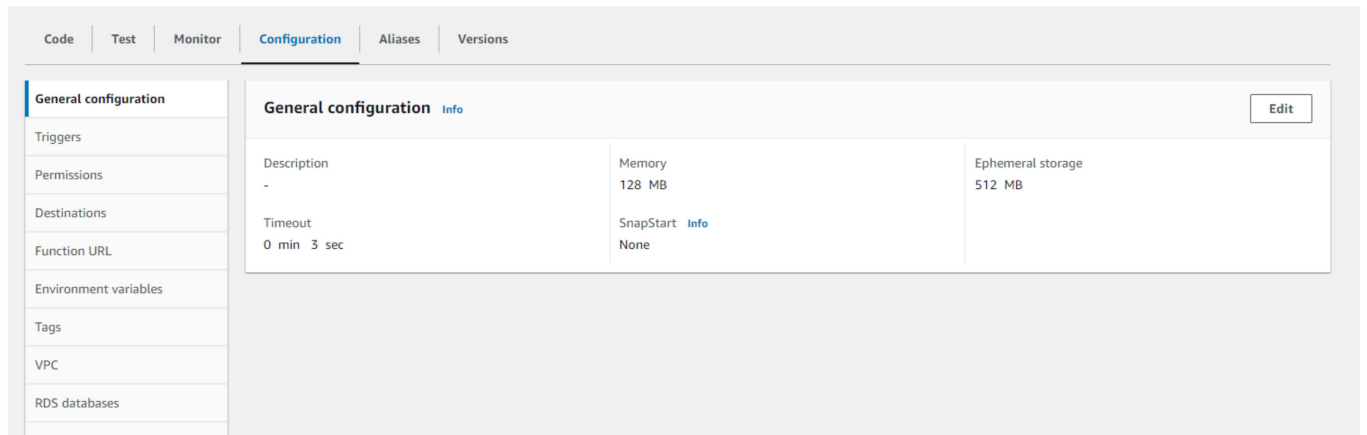 Code Test Monitor Configuration Aliases Versions
General configuration
Triggers
Permissions
Destinations
Function URL
Environment variables
Tags
VPC
RDS databases
General configuration Info
Edit
Description
-
Memory
128 MB
Ephemeral storage
512 MB
Timeout
0 min 3 sec
SnapStart Info
None